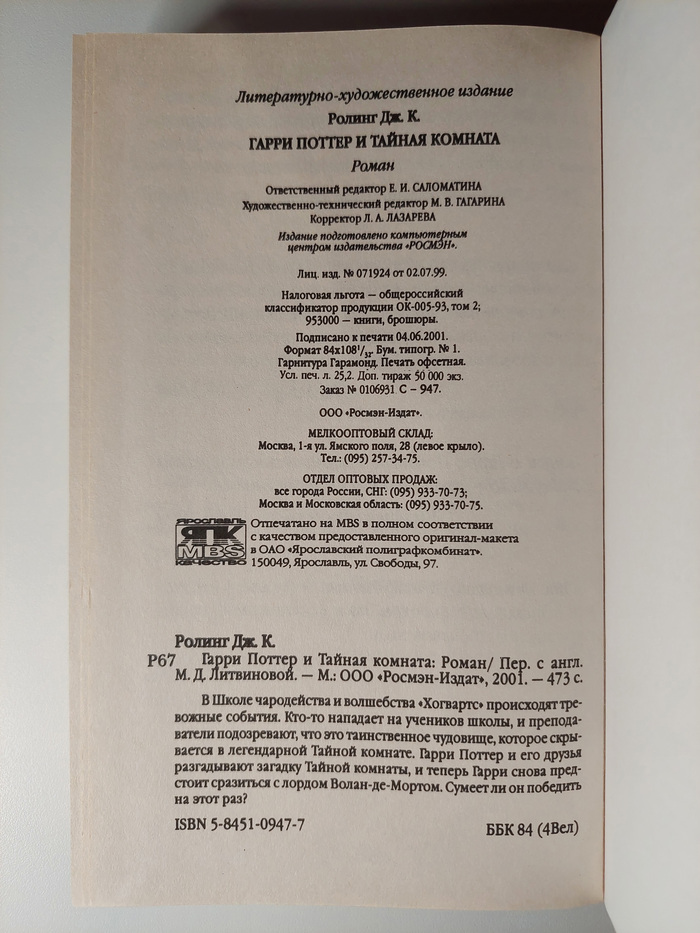 Литературно-художественное издание
Ролинг Дж. К.
ГАРРИ ПОТТЕР И ТАЙНАЯ КОМНАТА
Роман
Ответственный редактор Е. И. САЛОМАТИНА
Художественно-технический редактор М. В. ГАГАРИНА
Корректор Л. А. ЛАЗАРЕВА
Издание подготовлено компьютерным
центром издательства «РОСМЭН».
Лиц. изд. № 071924 от 02.07.99.
Налоговая льгота — общероссийский
классификатор продукции ОК-005-93, том 2;
953000 — книги, брошюры.
Подписано к печати 04.06.2001.
Формат 84х108¹/₃₂. Бум. типогр. № 1.
Гарнитура Гарамонд. Печать офсетная.
Усл. печ. л. 25,2. Доп. тираж 50 000 экз.
Заказ № 0106931 С – 947.
ООО «Росмэн-Издат».
МЕЛКООПТОВЫЙ СКЛАД:
Москва, 1-я ул. Ямского поля, 28 (левое крыло).
Тел.: (095) 257-34-75.
ОТДЕЛ ОПТОВЫХ ПРОДАЖ:
все города России, СНГ: (095) 933-70-73;
Москва и Московская область: (095) 933-70-75.
ЯРОСЛАВЛЬ
ЯПК
MBS
КАЧЕСТВО
Отпечатано на MBS в полном соответствии
с качеством предоставленного оригинал-макета
в ОАО «Ярославский полиграфкомбинат».
150049, Ярославль, ул. Свободы, 97.
Ролинг Дж. К.
Р67 Гарри Поттер и Тайная комната: Роман/ Пер. с англ.
М. Д. Литвиновой. — М.: ООО «Росмэн-Издат», 2001. — 473 с.
В Школе чародейства и волшебства «Хогвартс» происходят тре-
вожные события. Кто-то нападает на учеников школы, и препода-
ватели подозревают, что это таинственное чудовище, которое скры-
вается в легендарной Тайной комнате. Гарри Поттер и его друзья
разгадывают загадку Тайной комнаты, и теперь Гарри снова пред-
стоит сразиться с лордом Волан-де-Мортом. Сумеет ли он победить
на этот раз?
ISBN 5-8451-0947-7
ББК 84 (4Вел)